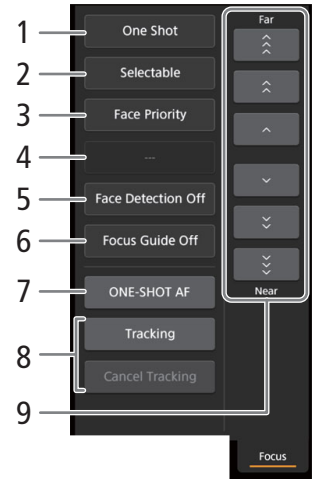 Far
1 One Shot
2 Selectable
3 Face Priority
4 ---
5 Face Detection Off
6 Focus Guide Off
7 ONE-SHOT AF
Near
8 Tracking
Cancel Tracking
9
Focus